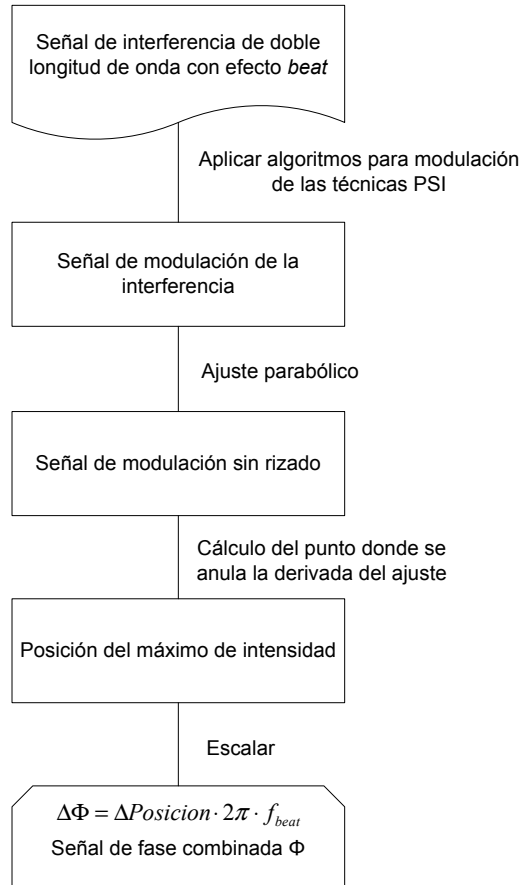 Señal de interferencia de doble
longitud de onda con efecto beat
Aplicar algoritmos para modulación
de las técnicas PSI
Señal de modulación de la
interferencia
Ajuste parabólico
Señal de modulación sin rizado
Cálculo del punto donde se
anula la derivada del ajuste
Posición del máximo de intensidad
Escalar
ΔΦ = ΔPosicion · 2π · f_beat
Señal de fase combinada Φ